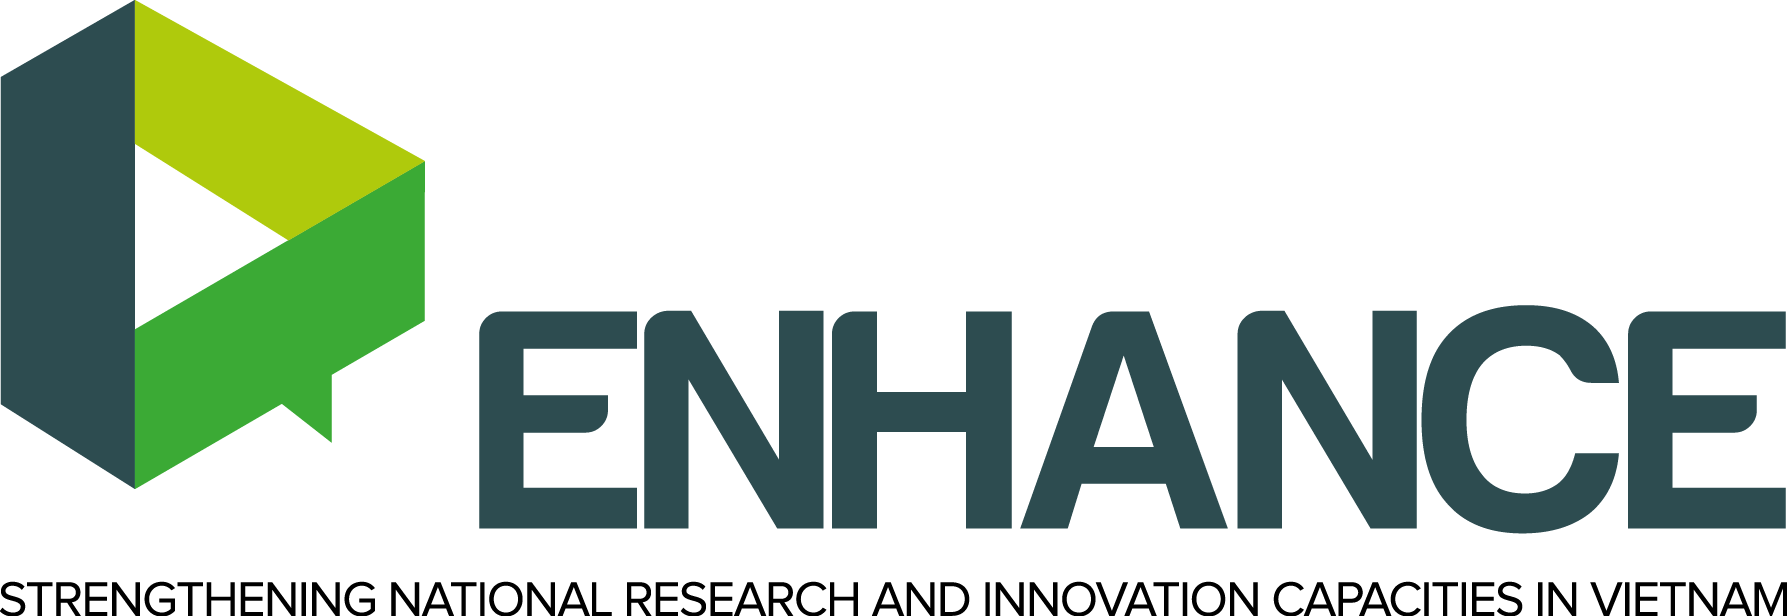 ENHANCE
STRENGTHENING NATIONAL RESEARCH AND INNOVATION CAPACITIES IN VIETNAM